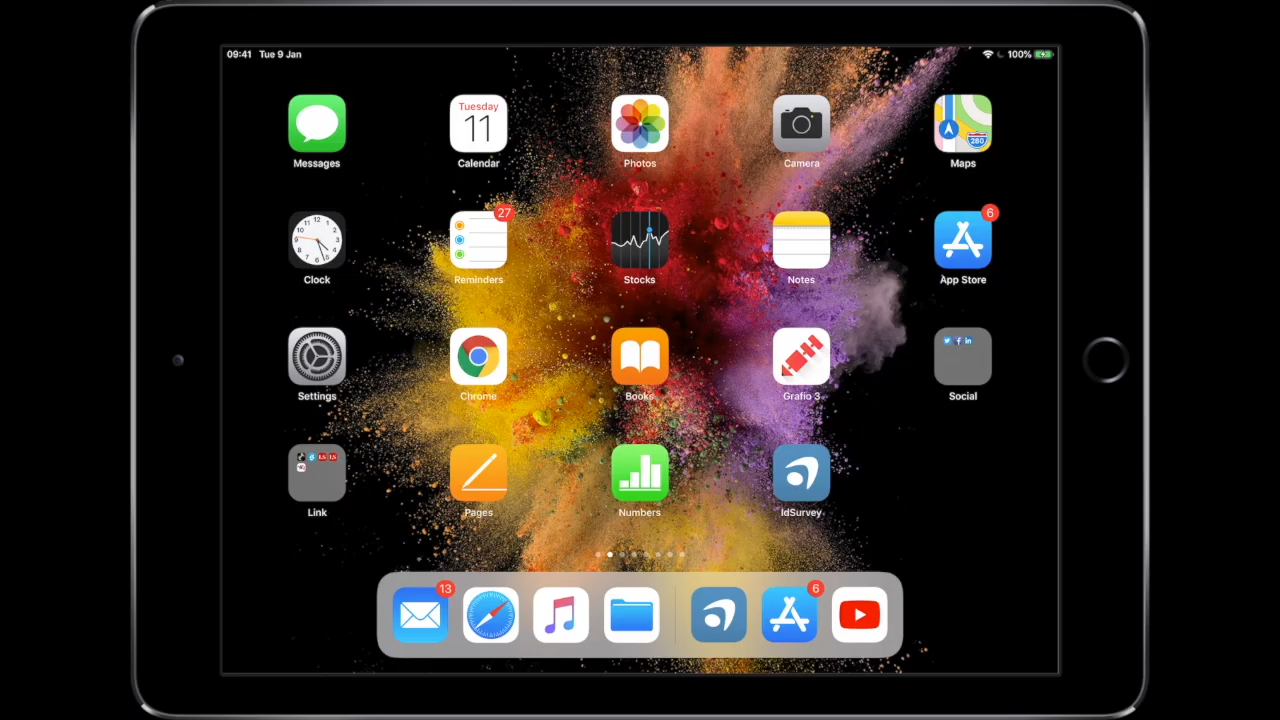 09:41 Tue 9 Jan 100%
Tuesday
11
280
Messages Calendar Photos Camera Maps
27 6
Clock Reminders Stocks Notes App Store
Settings Chrome Books Grafio 3 Social
Link Pages Numbers IdSurvey
13 6